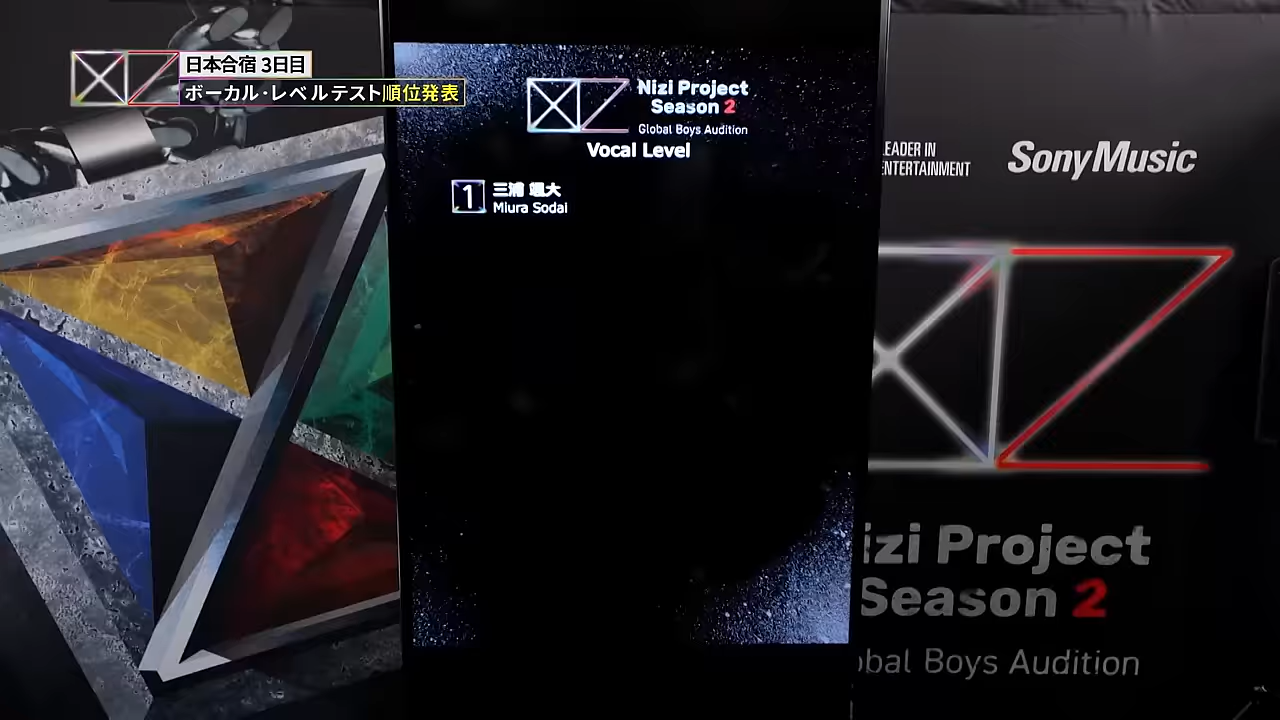 日本合宿 3日目
ボーカル・レベルテスト順位発表
Nizi Project
Season 2
Global Boys Audition
Vocal Level
1
三浦 颯大
Miura Sodai
LEADER IN
ENTERTAINMENT
SonyMusic
izi Project
Season 2
obal Boys Audition